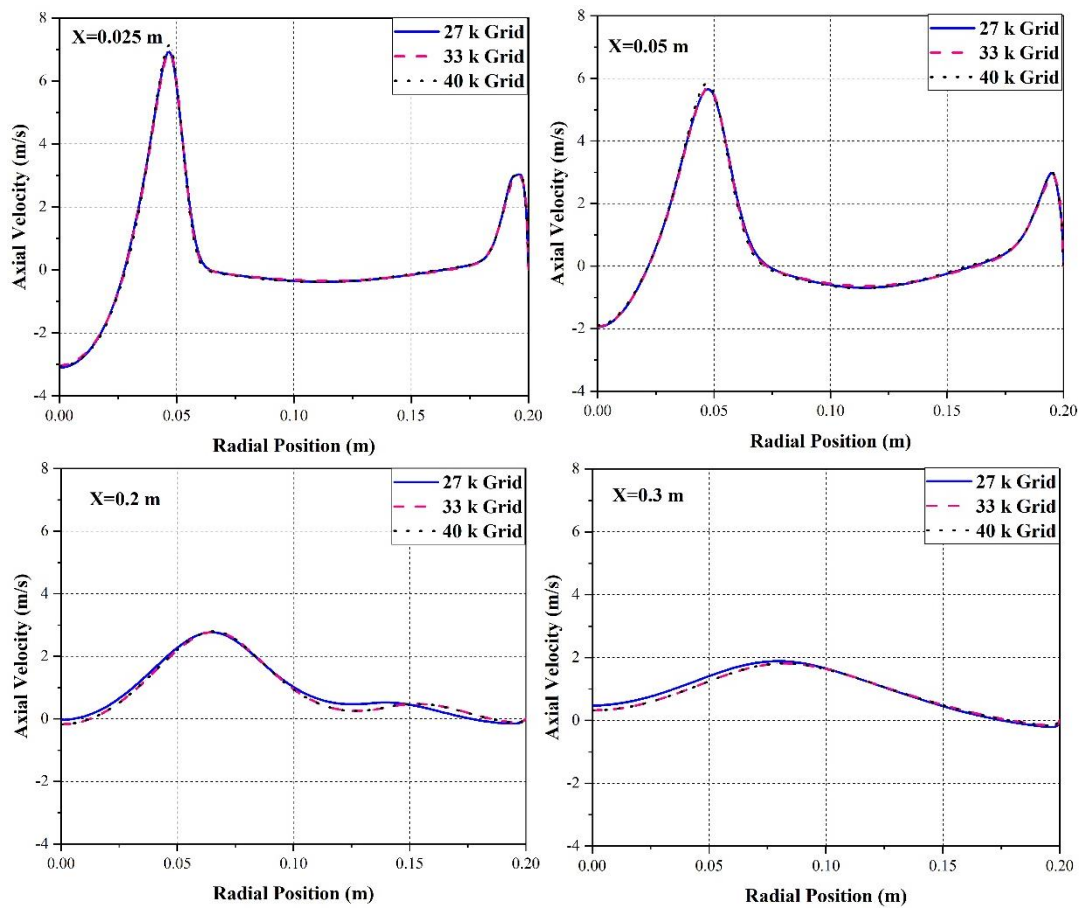 X=0.025 m
27 k Grid
33 k Grid
40 k Grid
8
6
4
2
0
-2
-4
Axial Velocity (m/s)
0.00
0.05
0.10
0.15
0.20
Radial Position (m)
X=0.05 m
27 k Grid
33 k Grid
40 k Grid
8
6
4
2
0
-2
-4
Axial Velocity (m/s)
0.00
0.05
0.10
0.15
0.20
Radial Position (m)
X=0.2 m
27 k Grid
33 k Grid
40 k Grid
8
6
4
2
0
-2
-4
Axial Velocity (m/s)
0.00
0.05
0.10
0.15
0.20
Radial Position (m)
X=0.3 m
27 k Grid
33 k Grid
40 k Grid
8
6
4
2
0
-2
-4
Axial Velocity (m/s)
0.00
0.05
0.10
0.15
0.20
Radial Position (m)